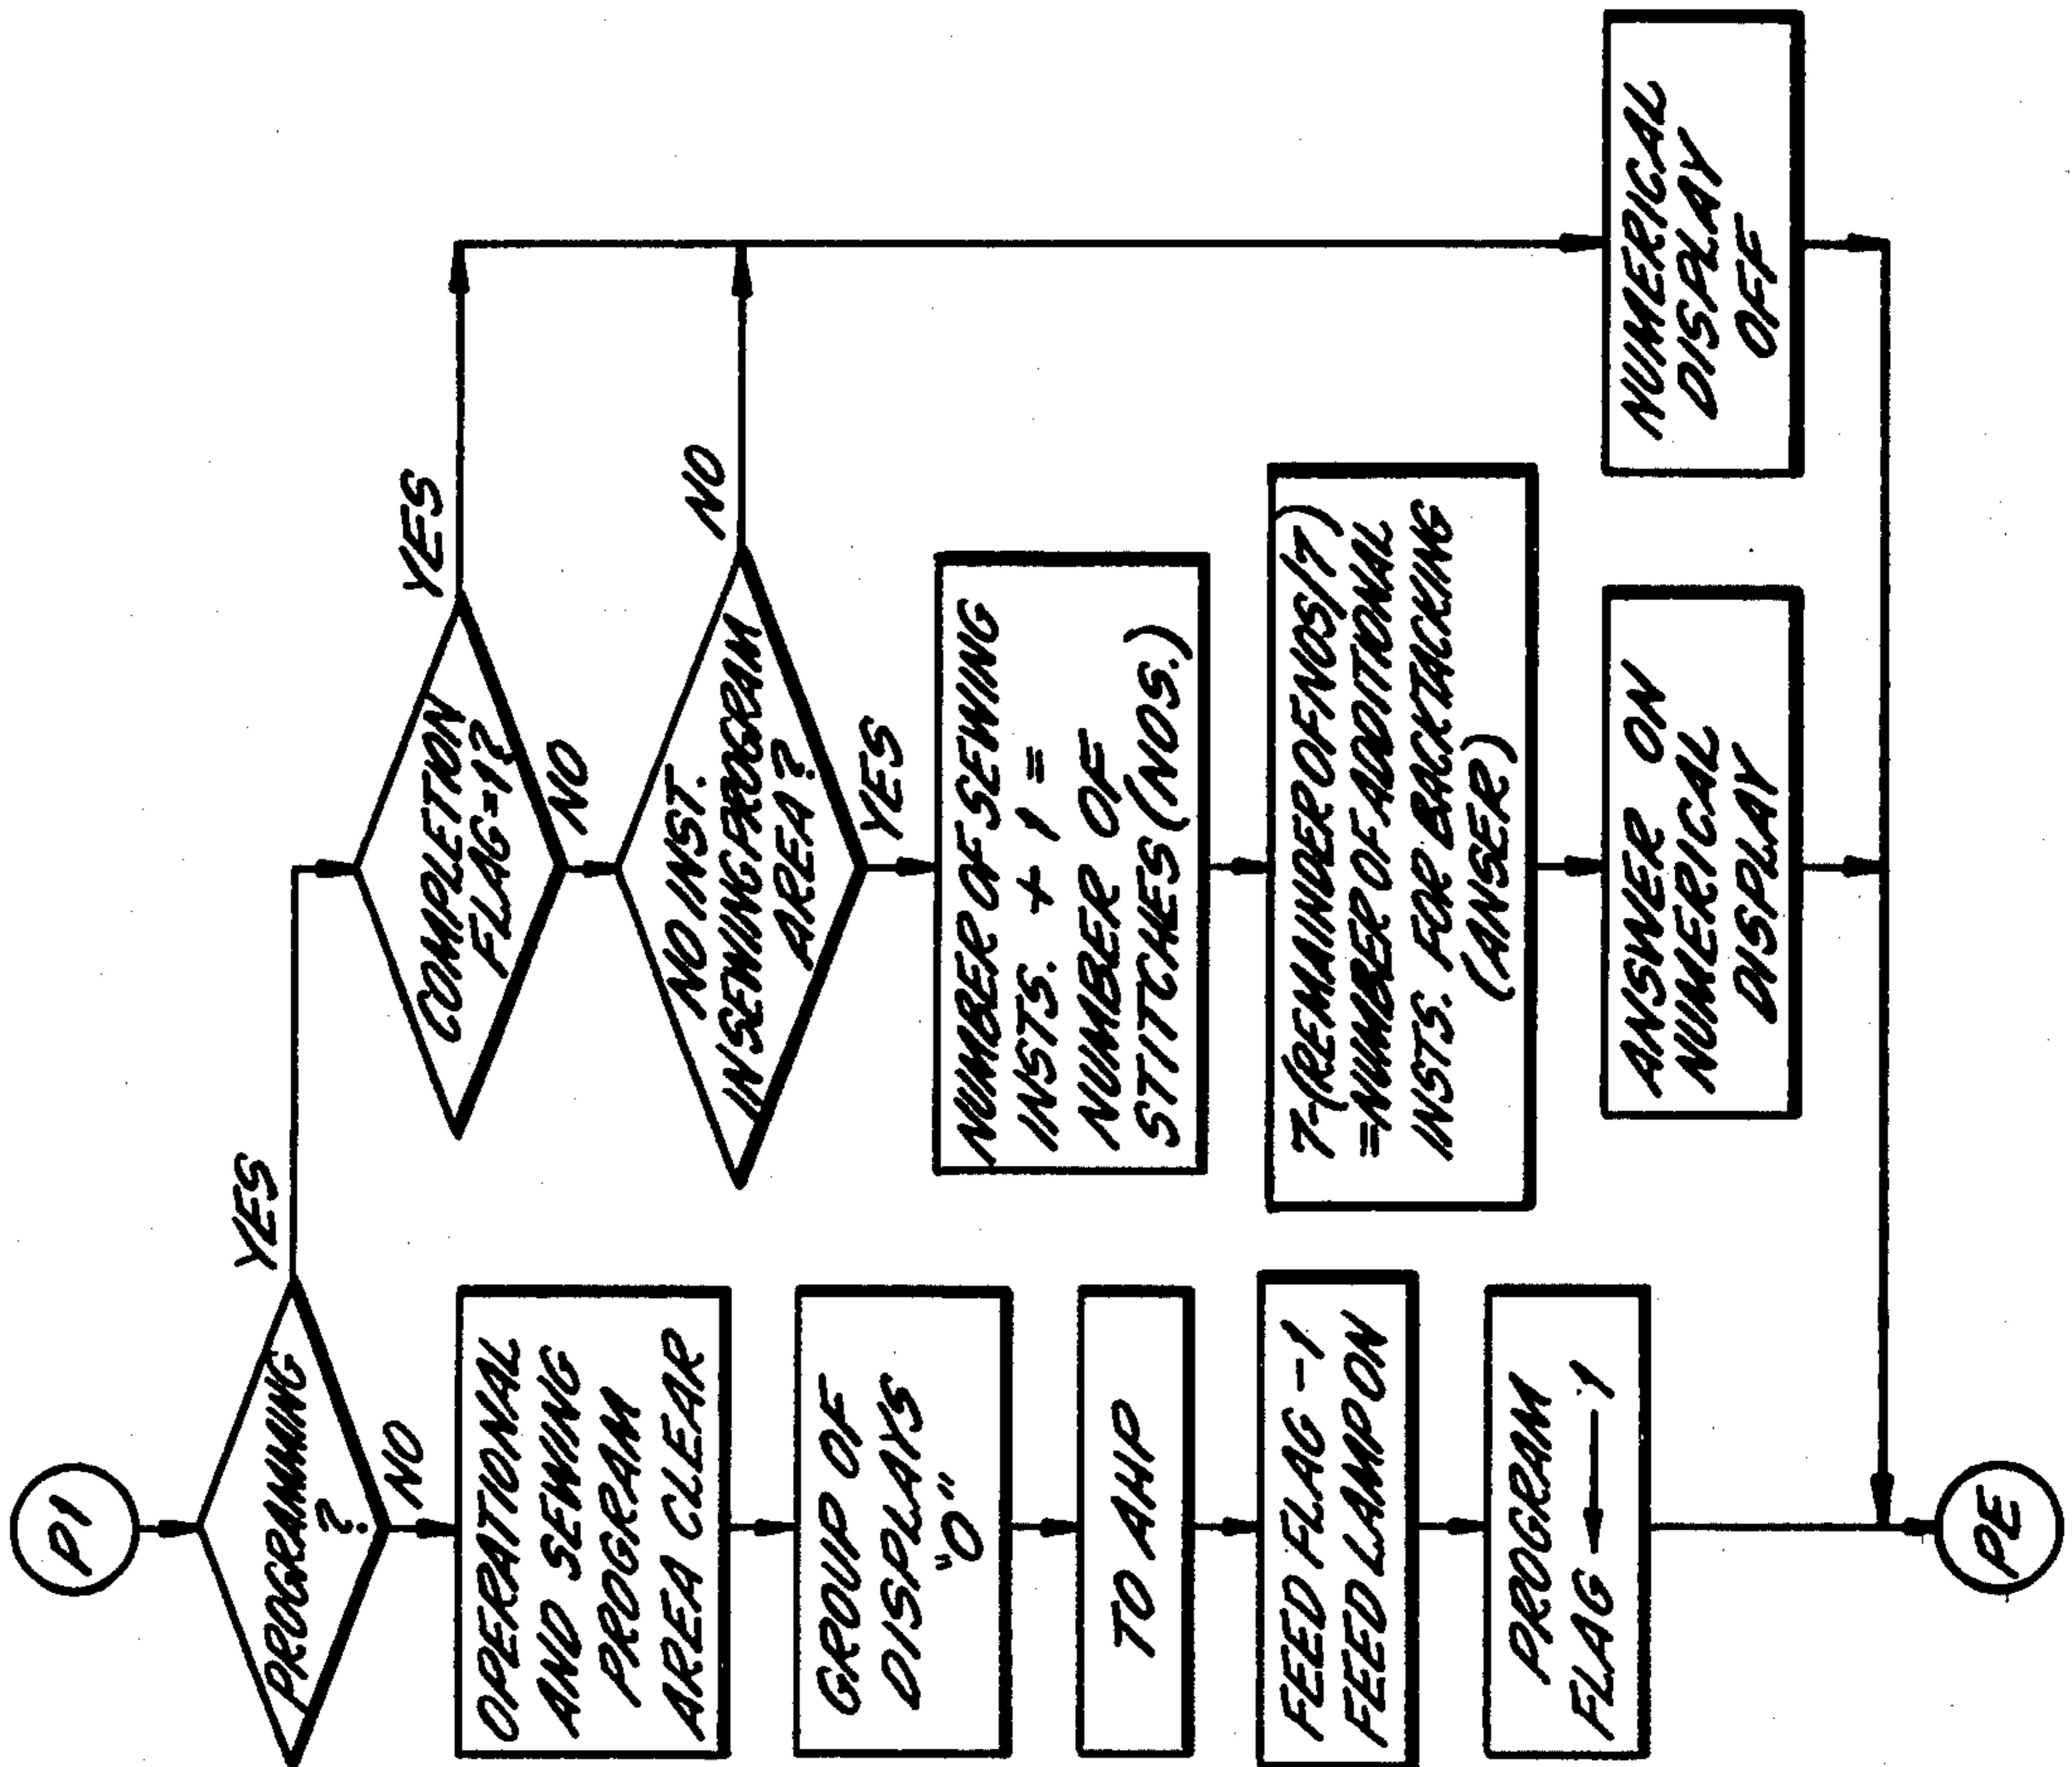 P1
PROGRAMMING
?
YES
NO
OPERATIONAL
AND SEWING
PROGRAM
AREA CLEAR
GROUP OF
DISPLAYS
"O"
TO AHP
FEED FLAG -1
FEED LAMP ON
PROGRAM
FLAG ← 1
PE
COMPLETION
FLAG=1?
YES
NO
NO INST.
IN SEWING PROGRAM
AREA ?
NO
YES
NUMBER OF SEWING
INSTS. + 1 =
NUMBER OF
STITCHES (NOS.)
7-(REMAINDER OF NOS/7)
=NUMBER OF ADDITIONAL
INSTS. FOR BACKTACKING
(ANSER)
ANSWER ON
NUMERICAL
DISPLAY
NUMERICAL
DISPLAY
OFF